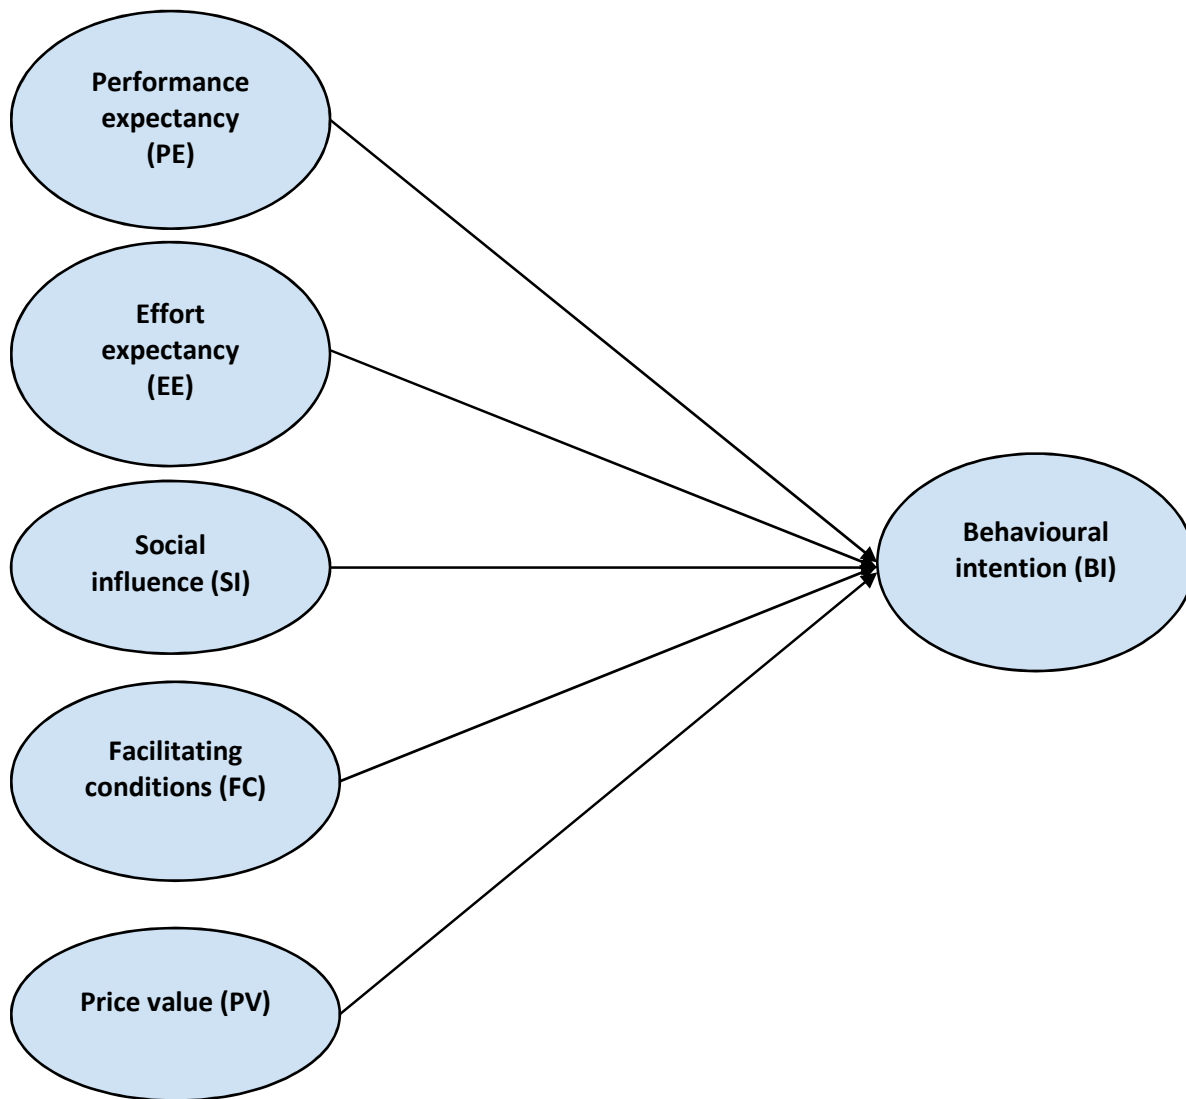 Performance
expectancy
(PE)
Effort
expectancy
(EE)
Social
influence (SI)
Behavioural
intention (BI)
Facilitating
conditions (FC)
Price value (PV)